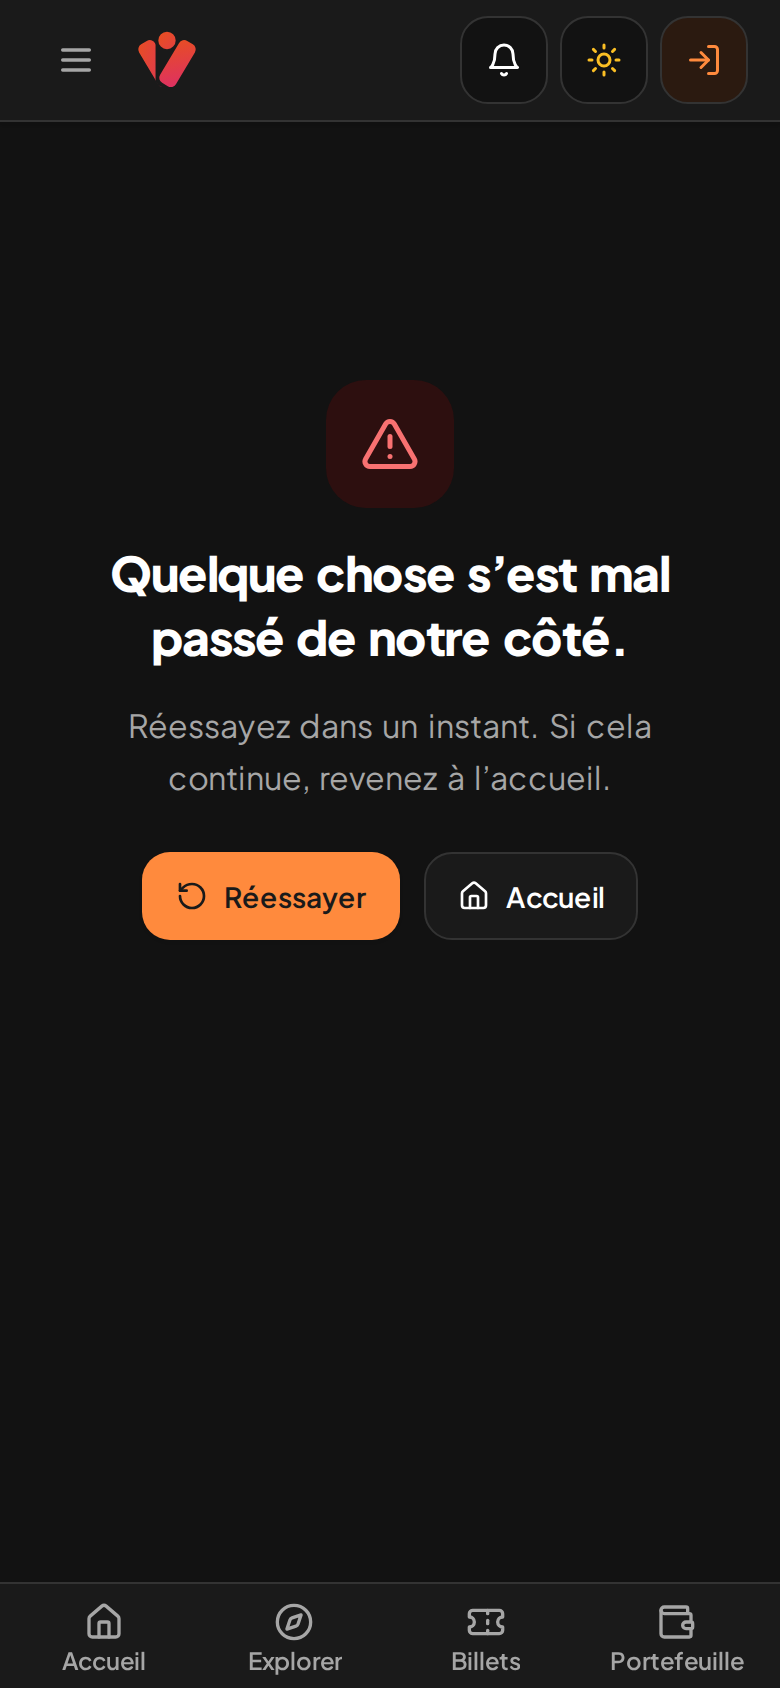 Quelque chose s’est mal
passé de notre côté.
Réessayez dans un instant. Si cela
continue, revenez à l’accueil.
Réessayer
Accueil
Accueil
Explorer
Billets
Portefeuille